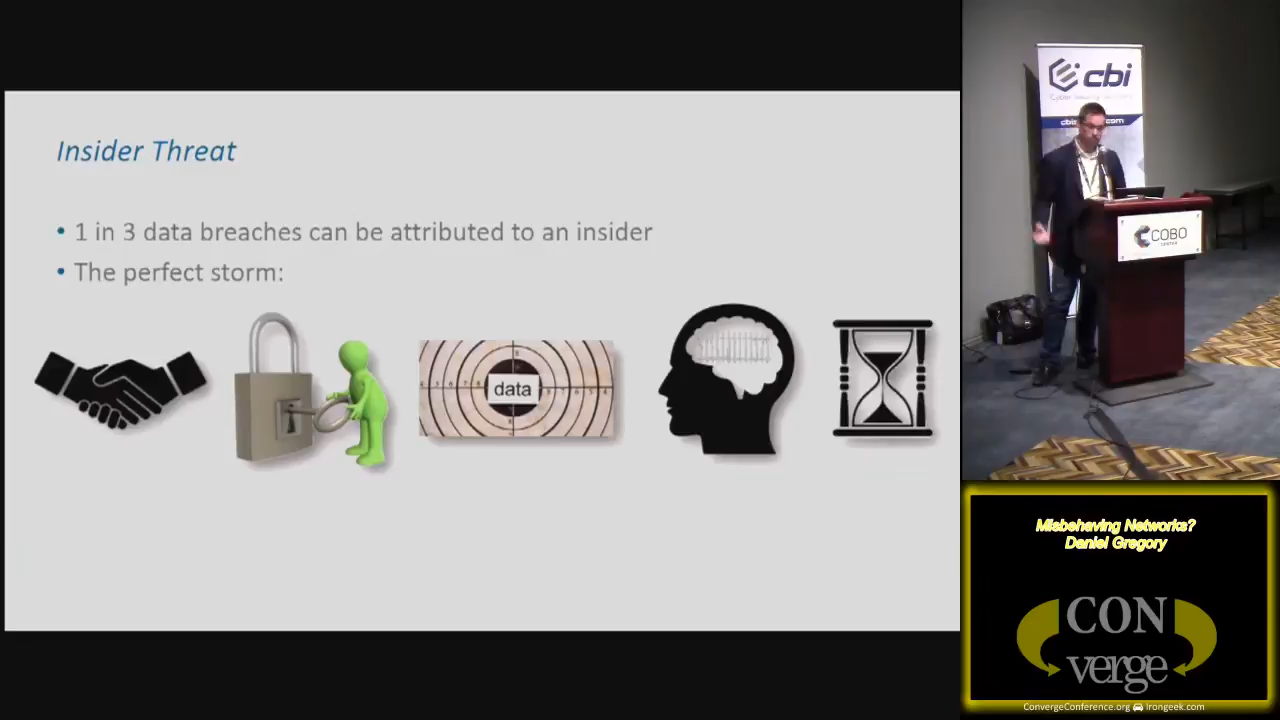 Insider Threat
• 1 in 3 data breaches can be attributed to an insider
• The perfect storm:
data
cbi
COBO
CENTER
Misbehaving Networks?
Daniel Gregory
CON
verge
ConvergeConference.org Irongeek.com